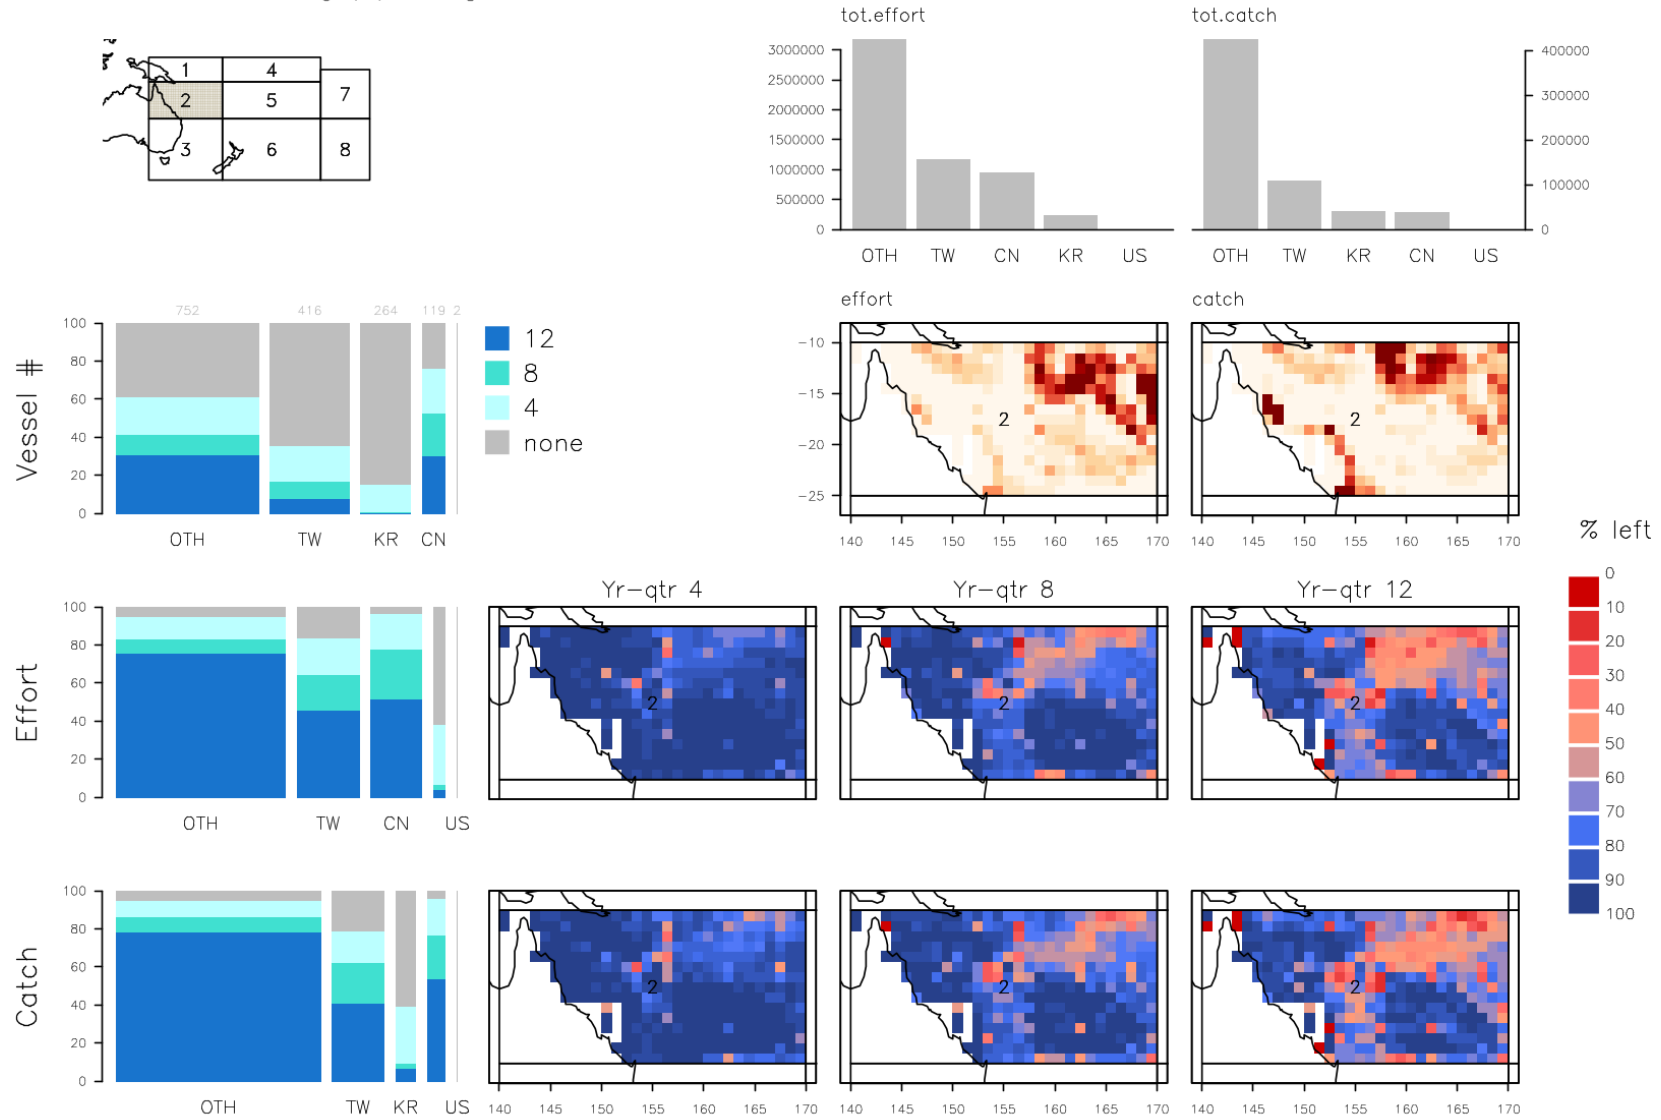 tot.effort
tot.catch
3000000
2500000
2000000
1500000
1000000
500000
0
OTH TW CN KR US
400000
300000
200000
100000
0
OTH TW KR CN US
1 4
2 5 7
3 6 8
Vessel #
100
80
60
40
20
0
752 416 264 119 2
OTH TW KR CN
12
8
4
none
effort
catch
-10
-15
-20
-25
2
2
140 145 150 155 160 165 170
140 145 150 155 160 165 170
% left
0
10
20
30
40
50
60
70
80
90
100
Effort
100
80
60
40
20
0
OTH TW CN US
Yr-qtr 4
Yr-qtr 8
Yr-qtr 12
2
2
2
Catch
100
80
60
40
20
0
OTH TW KR US
2
2
2
140 145 150 155 160 165 170
140 145 150 155 160 165 170
140 145 150 155 160 165 170